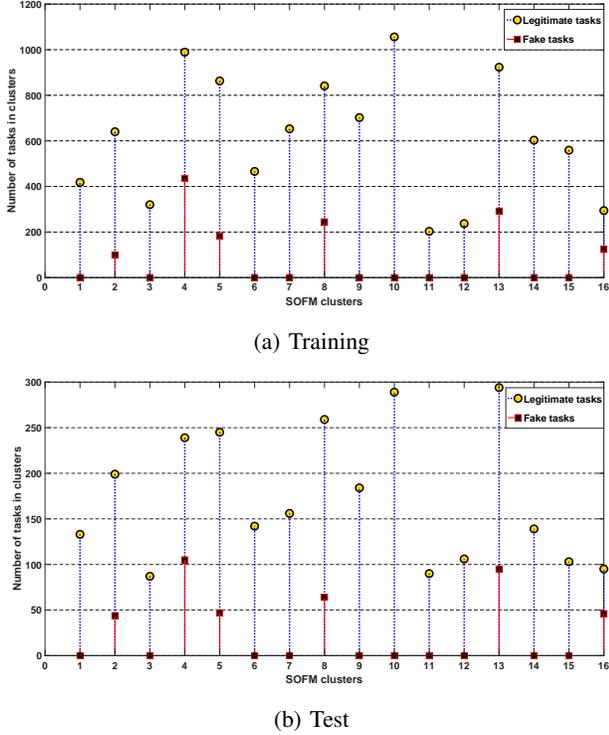 1200
1000
800
600
400
200
0
Number of tasks in clusters
Legitimate tasks
Fake tasks
0 1 2 3 4 5 6 7 8 9 10 11 12 13 14 15 16
SOFM clusters
(a) Training
300
250
200
150
100
50
0
Number of tasks in clusters
Legitimate tasks
Fake tasks
0 1 2 3 4 5 6 7 8 9 10 11 12 13 14 15 16
SOFM clusters
(b) Test